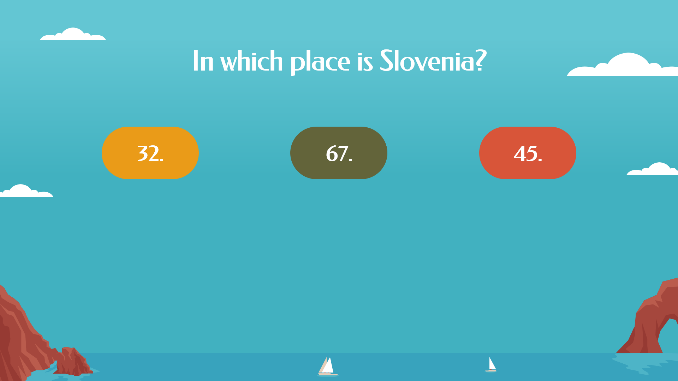 In which place is Slovenia?
32.
67.
45.